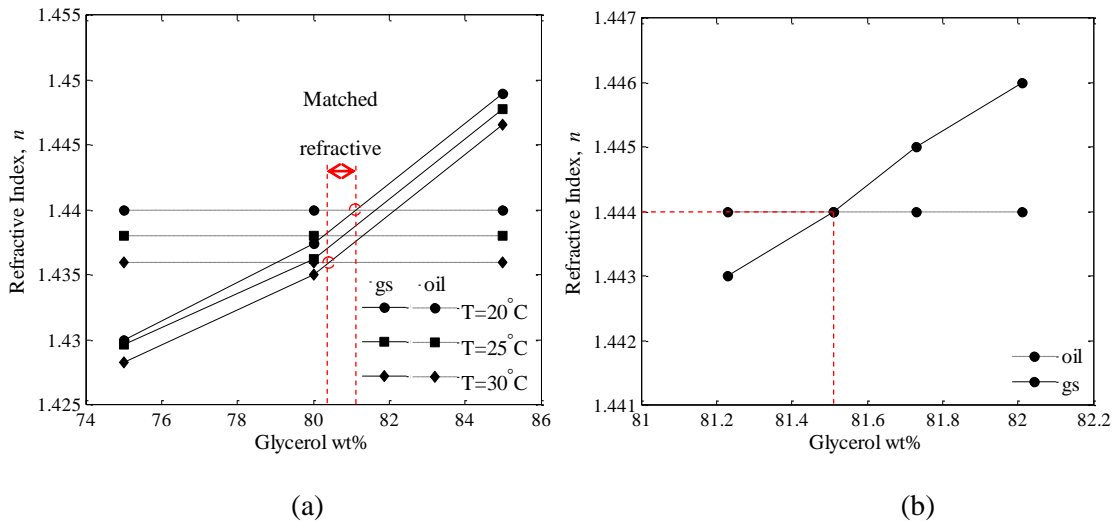 1.455
1.45
1.445
1.44
1.435
1.43
1.425
Refractive Index, n
Matched
refractive
gs oil
T=20°C
T=25°C
T=30°C
74 76 78 80 82 84 86
Glycerol wt%
(a)
1.447
1.446
1.445
1.444
1.443
1.442
1.441
Refractive Index, n
oil
gs
81 81.2 81.4 81.6 81.8 82 82.2
Glycerol wt%
(b)